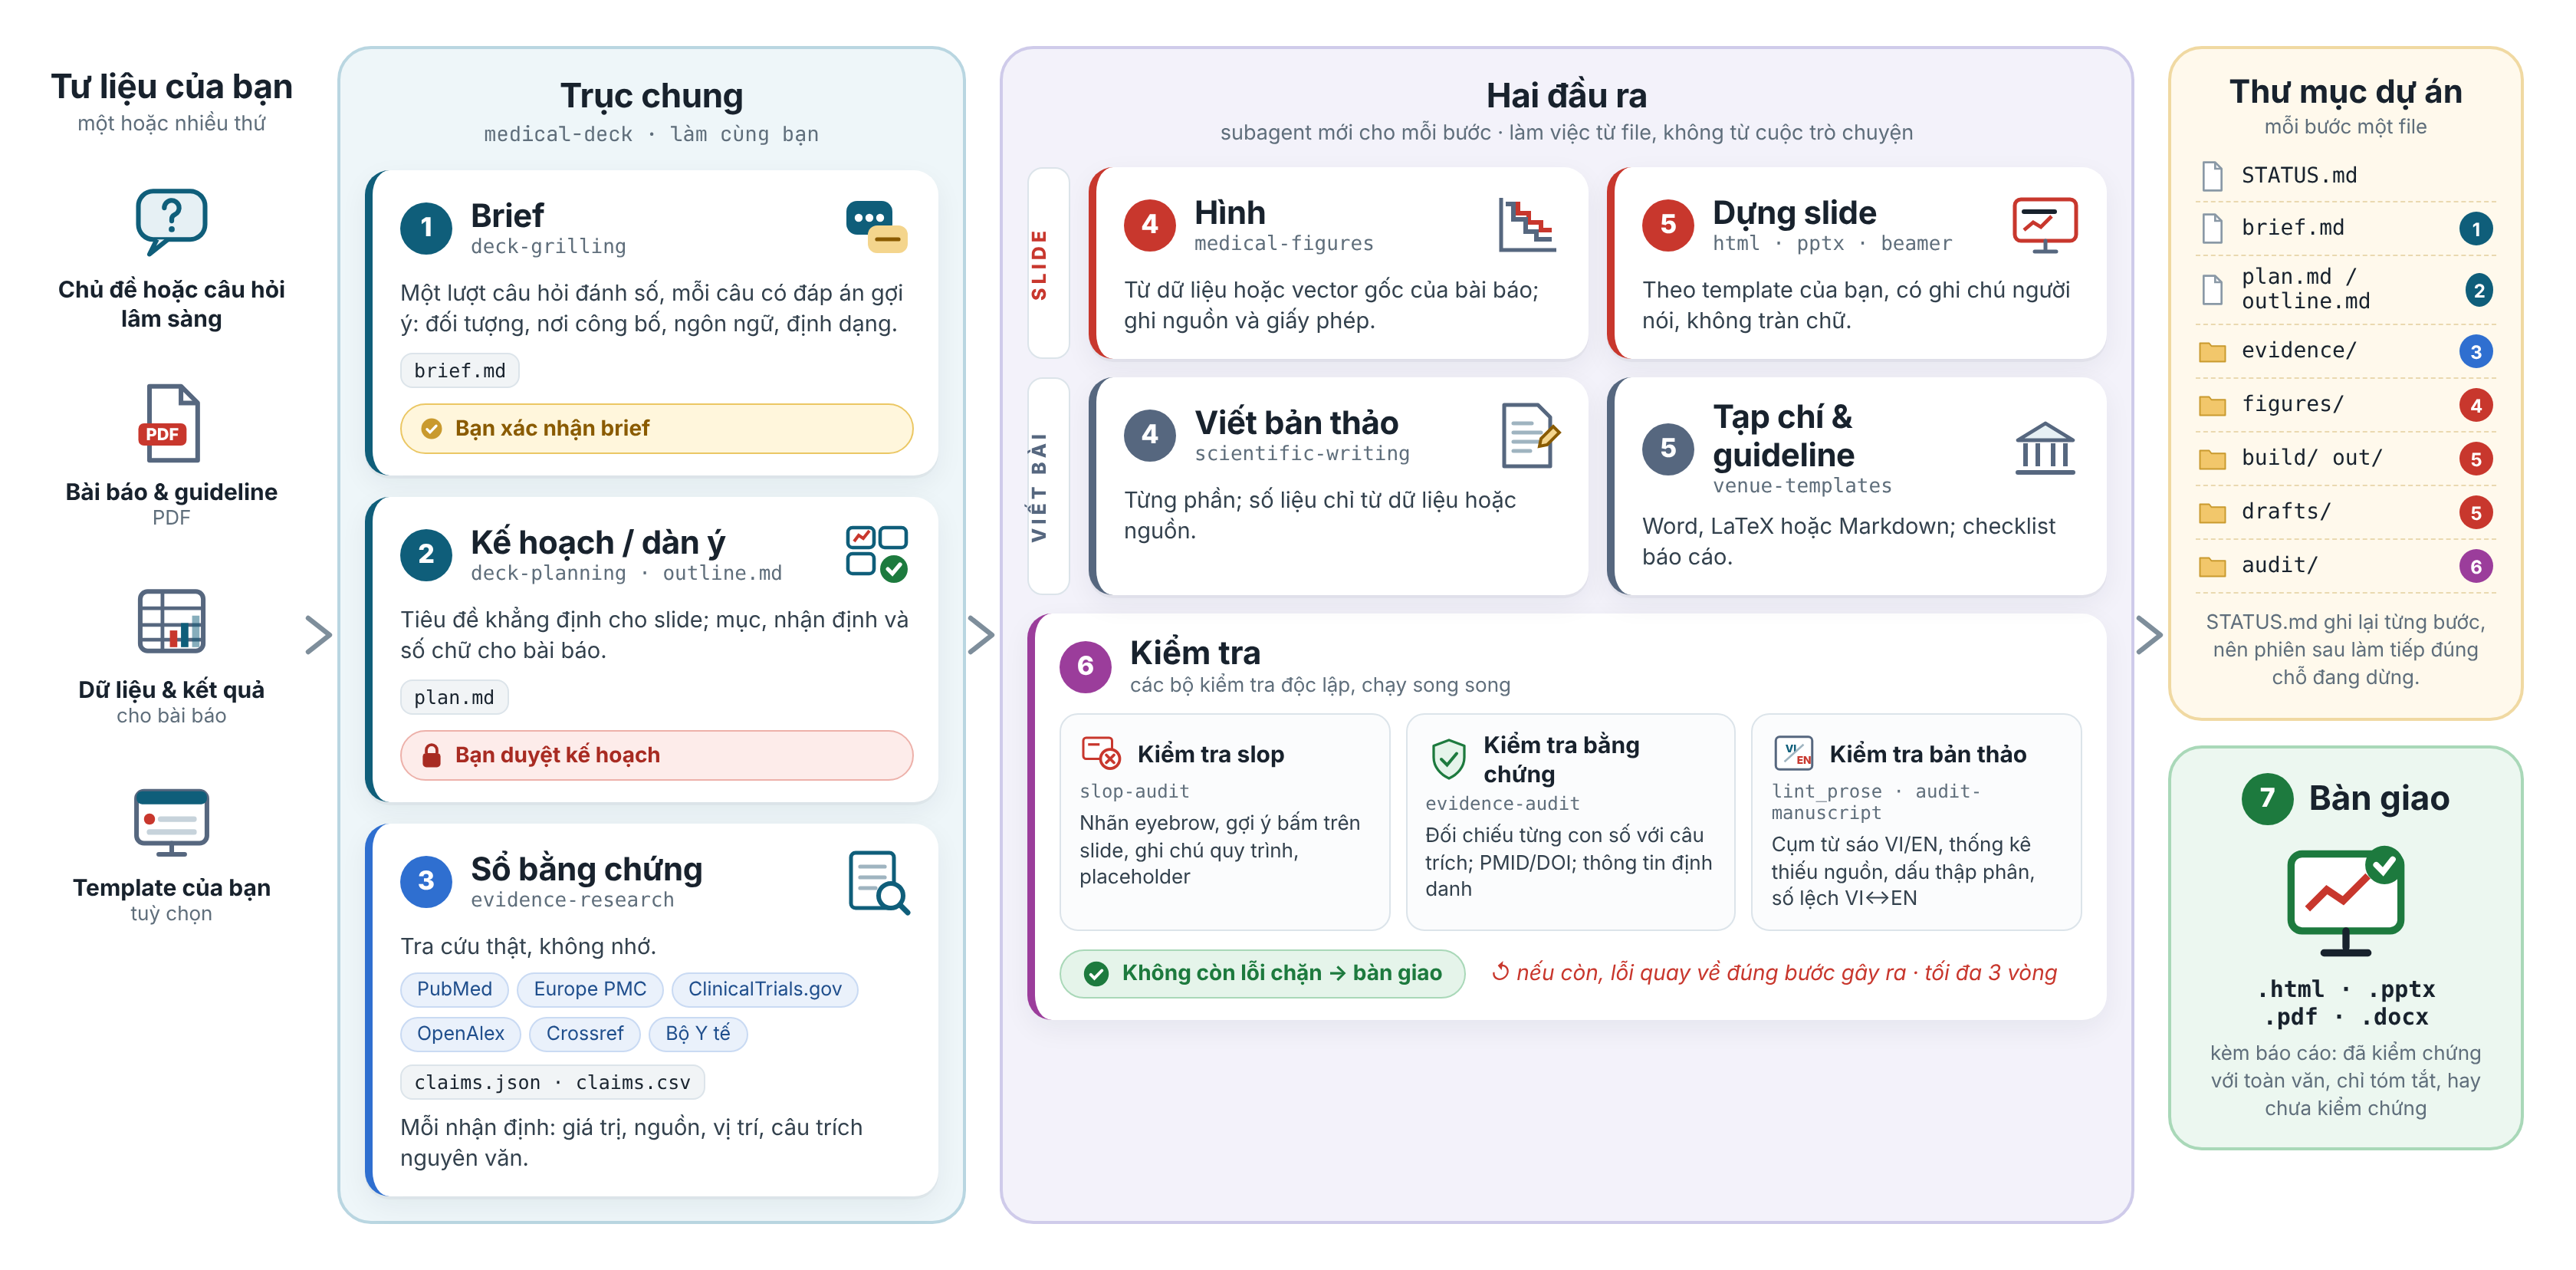 Tư liệu của bạn
một hoặc nhiều thứ
?
Chủ đề hoặc câu hỏi
lâm sàng
PDF
Bài báo & guideline
PDF
Dữ liệu & kết quả
cho bài báo
Template của bạn
tuỳ chọn
Trục chung
medical-deck · làm cùng bạn
1
Brief
deck-grilling
Một lượt câu hỏi đánh số, mỗi câu có đáp án gợi
ý: đối tượng, nơi công bố, ngôn ngữ, định dạng.
brief.md
Bạn xác nhận brief
2
Kế hoạch / dàn ý
deck-planning · outline.md
Tiêu đề khẳng định cho slide; mục, nhận định và
số chữ cho bài báo.
plan.md
Bạn duyệt kế hoạch
3
Sổ bằng chứng
evidence-research
Tra cứu thật, không nhớ.
PubMed Europe PMC ClinicalTrials.gov
OpenAlex Crossref Bộ Y tế
claims.json · claims.csv
Mỗi nhận định: giá trị, nguồn, vị trí, câu trích
nguyên văn.
Hai đầu ra
subagent mới cho mỗi bước · làm việc từ file, không từ cuộc trò chuyện
SLIDE
4
Hình
medical-figures
Từ dữ liệu hoặc vector gốc của bài báo;
ghi nguồn và giấy phép.
5
Dựng slide
html · pptx · beamer
Theo template của bạn, có ghi chú người
nói, không tràn chữ.
VIẾT BÀI
4
Viết bản thảo
scientific-writing
Từng phần; số liệu chỉ từ dữ liệu hoặc
nguồn.
5
Tạp chí &
guideline
venue-templates
Word, LaTeX hoặc Markdown; checklist
báo cáo.
6
Kiểm tra
các bộ kiểm tra độc lập, chạy song song
Kiểm tra slop
slop-audit
Nhãn eyebrow, gợi ý bấm trên
slide, ghi chú quy trình,
placeholder
Kiểm tra bằng
chứng
evidence-audit
Đối chiếu từng con số với câu
trích; PMID/DOI; thông tin định
danh
VI/EN
Kiểm tra bản thảo
lint_prose · audit-
manuscript
Cụm từ sáo VI/EN, thống kê
thiếu nguồn, dấu thập phân,
số lệch VI↔EN
Không còn lỗi chặn → bàn giao
↺ nếu còn, lỗi quay về đúng bước gây ra · tối đa 3 vòng
Thư mục dự án
mỗi bước một file
STATUS.md
brief.md 1
plan.md /
outline.md 2
evidence/ 3
figures/ 4
build/ out/ 5
drafts/ 5
audit/ 6
STATUS.md ghi lại từng bước,
nên phiên sau làm tiếp đúng
chỗ đang dừng.
7
Bàn giao
.html · .pptx
.pdf · .docx
kèm báo cáo: đã kiểm chứng
với toàn văn, chỉ tóm tắt, hay
chưa kiểm chứng